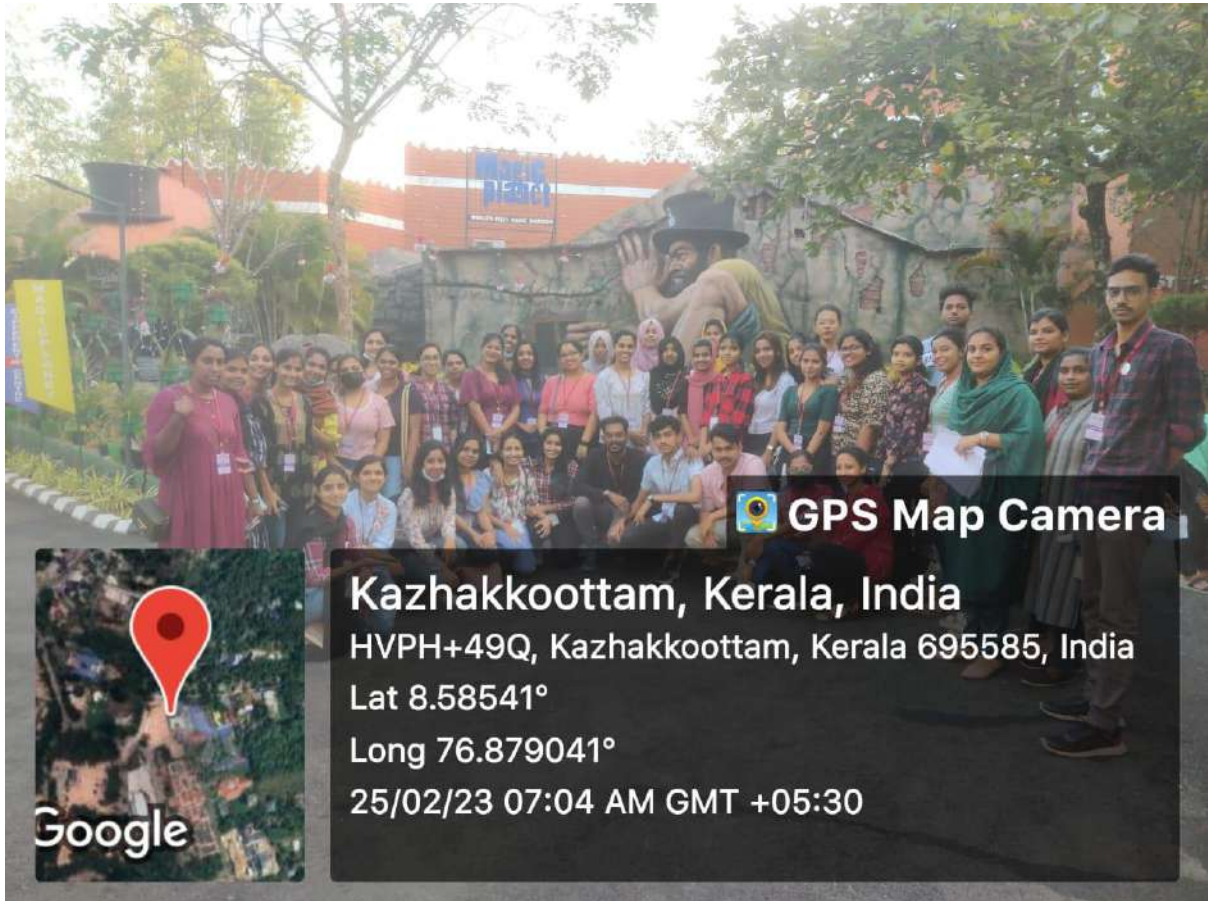 Magic
planet
GPS Map Camera
Kazhakkoottam, Kerala, India
HVPH+49Q, Kazhakkoottam, Kerala 695585, India
Lat 8.58541°
Long 76.879041°
25/02/23 07:04 AM GMT +05:30
Google